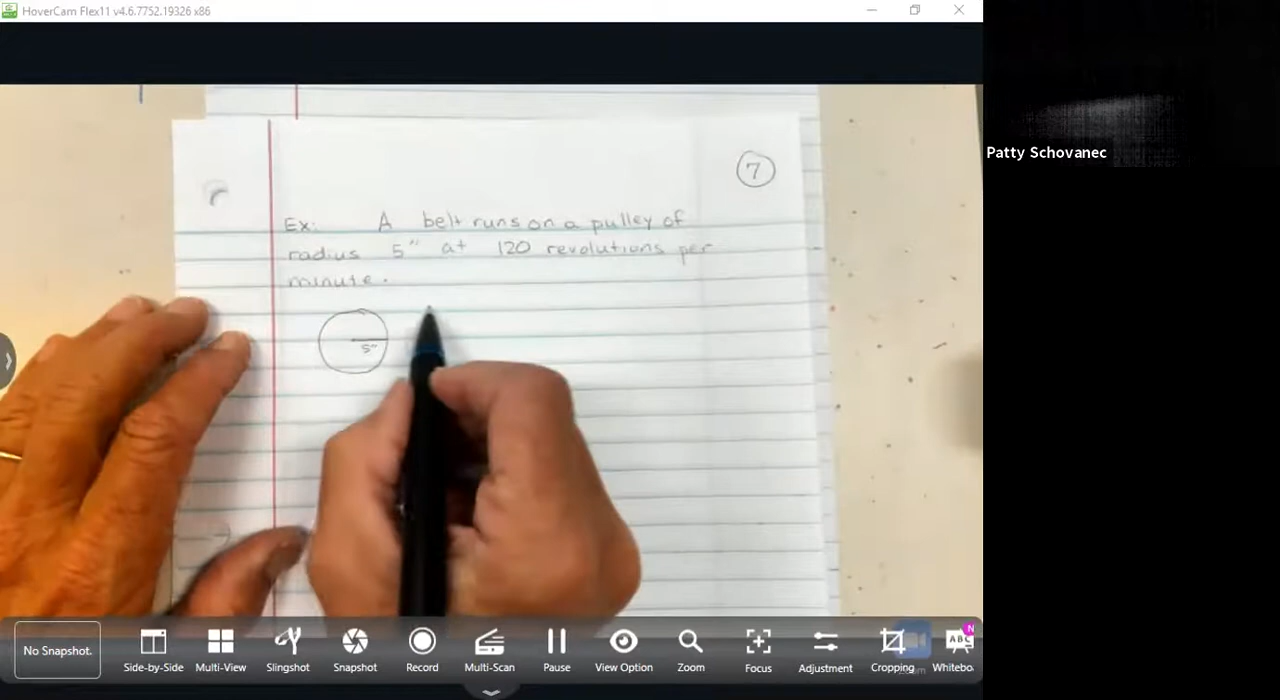 HoverCam Flex11 v4.6.7752.19326 x86
Patty Schovanec
7
Ex: A belt runs on a pulley of
radius 5" at 120 revolutions per
minute.
5"
No Snapshot.
Side-by-Side
Multi-View
Slingshot
Snapshot
Record
Multi-Scan
Pause
View Option
Zoom
Focus
Adjustment
Cropping
Whitebo
N
ABC